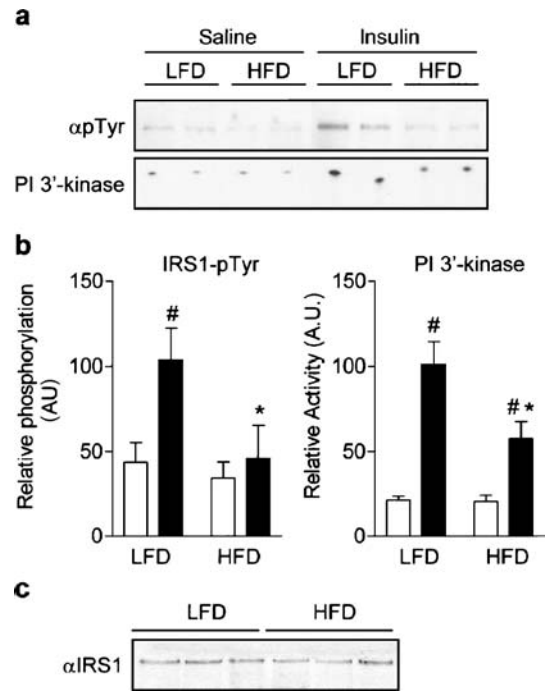 a
Saline Insulin
LFD HFD LFD HFD
αpTyr
PI 3'-kinase
b
IRS1-pTyr
Relative phosphorylation
(AU)
150
100
50
0
#
*
LFD HFD
PI 3'-kinase
Relative Activity (A.U.)
150
100
50
0
#
# *
LFD HFD
c
LFD HFD
αIRS1